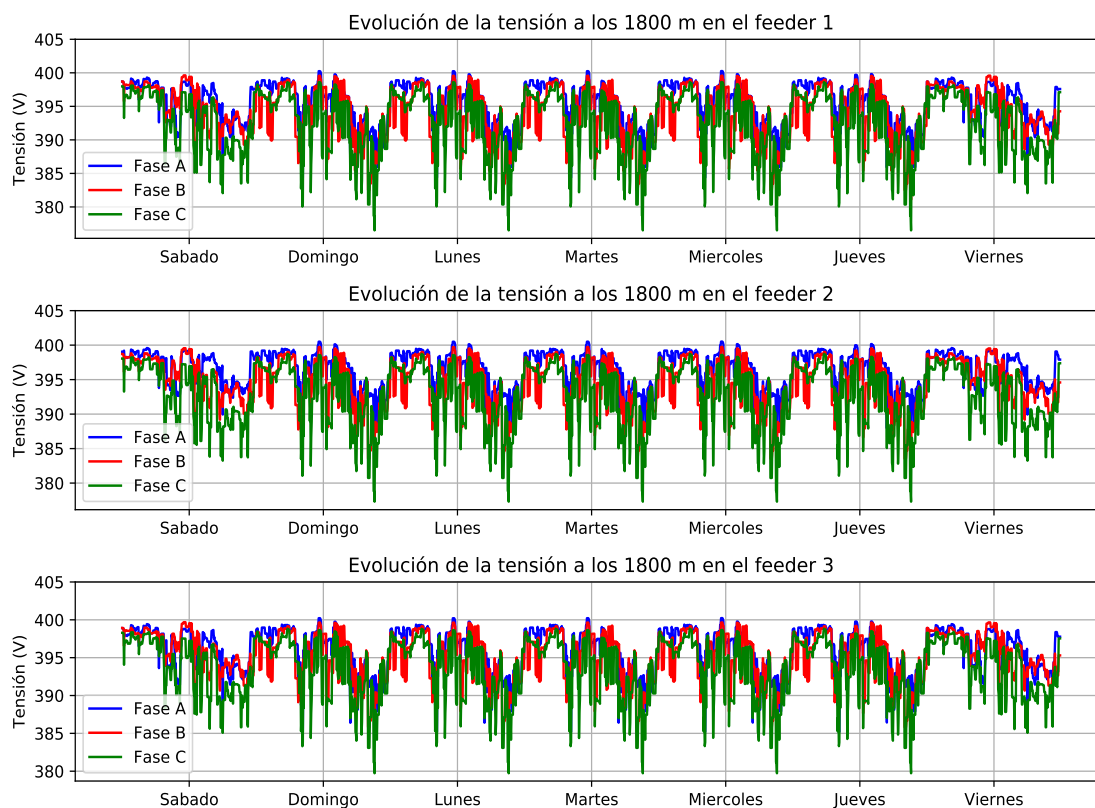 Evolución de la tensión a los 1800 m en el feeder 1
405
400
395
390
385
380
Tensión (V)
Fase A
Fase B
Fase C
Sabado Domingo Lunes Martes Miercoles Jueves Viernes
Evolución de la tensión a los 1800 m en el feeder 2
405
400
395
390
385
380
Tensión (V)
Fase A
Fase B
Fase C
Sabado Domingo Lunes Martes Miercoles Jueves Viernes
Evolución de la tensión a los 1800 m en el feeder 3
405
400
395
390
385
380
Tensión (V)
Fase A
Fase B
Fase C
Sabado Domingo Lunes Martes Miercoles Jueves Viernes